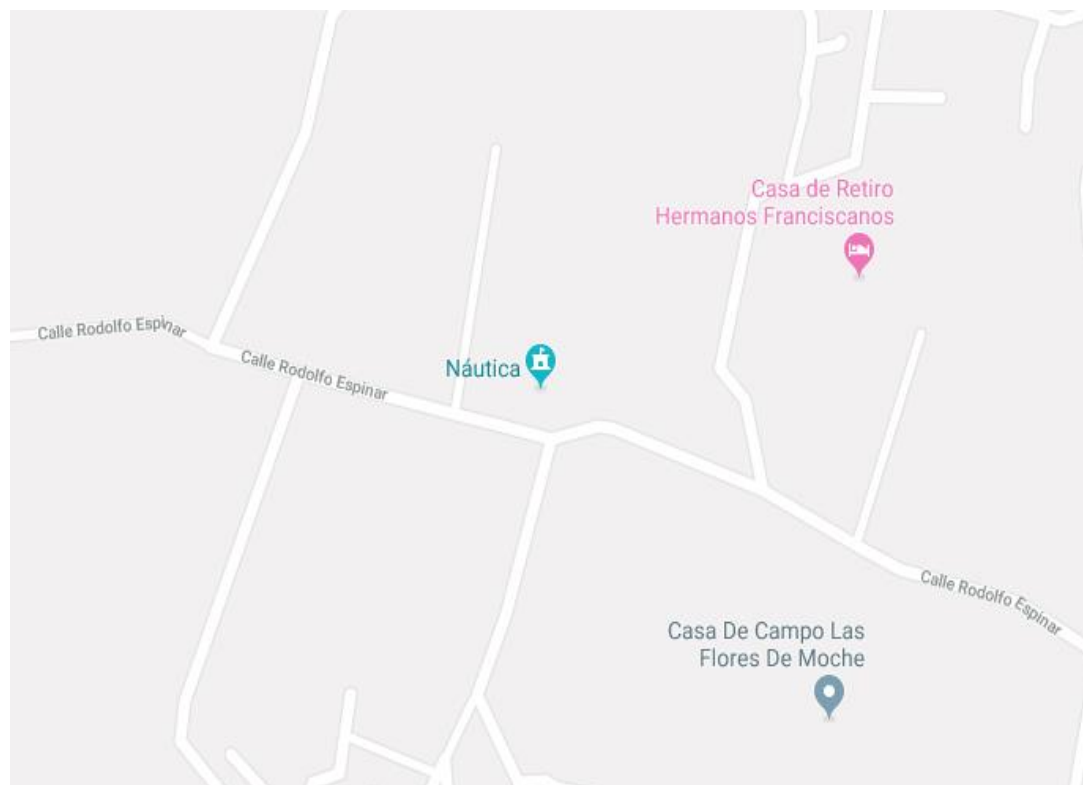 Casa de Retiro
Hermanos Franciscanos
Calle Rodolfo Espinar
Calle Rodolfo Espinar
Náutica
Calle Rodolfo Espinar
Casa De Campo Las
Flores De Moche